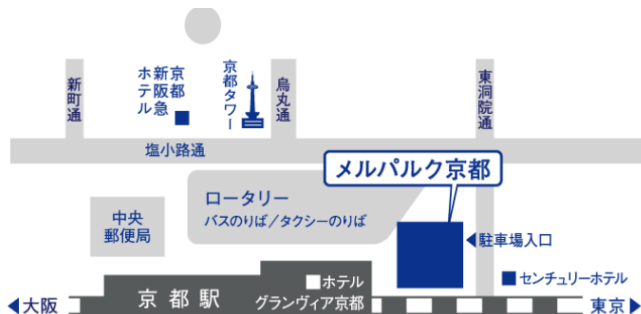 新町通
京都
新阪急
ホテル
京都タワー
烏丸通
東洞院通
塩小路通
メルパルク京都
ロータリー
バスのりば/タクシーのりば
中央
郵便局
◀駐車場入口
ホテル
グランヴィア京都
京都駅
センチュリーホテル
◀大阪
東京▶